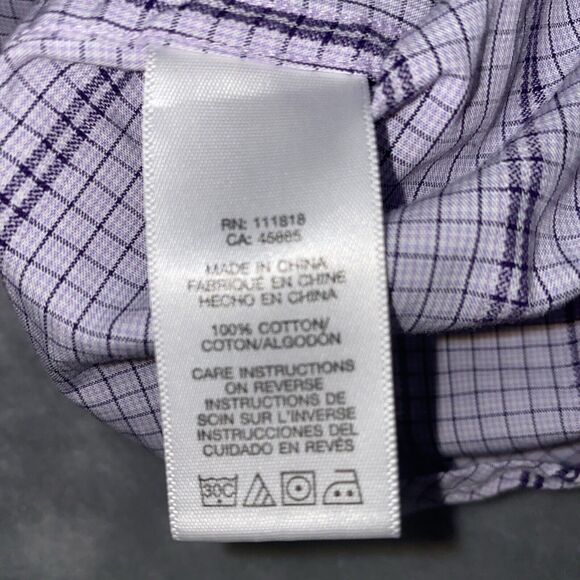 RN: 111818
CA: 45885
MADE IN CHINA
FABRIQUÉ EN CHINE
HECHO EN CHINA
100% COTTON/
COTON/ALGODON
CARE INSTRUCTIONS
ON REVERSE
INSTRUCTIONS DE
SOIN SUR L'INVERSE
INSTRUCCIONES DEL
CUIDADO EN REVÉS
30C